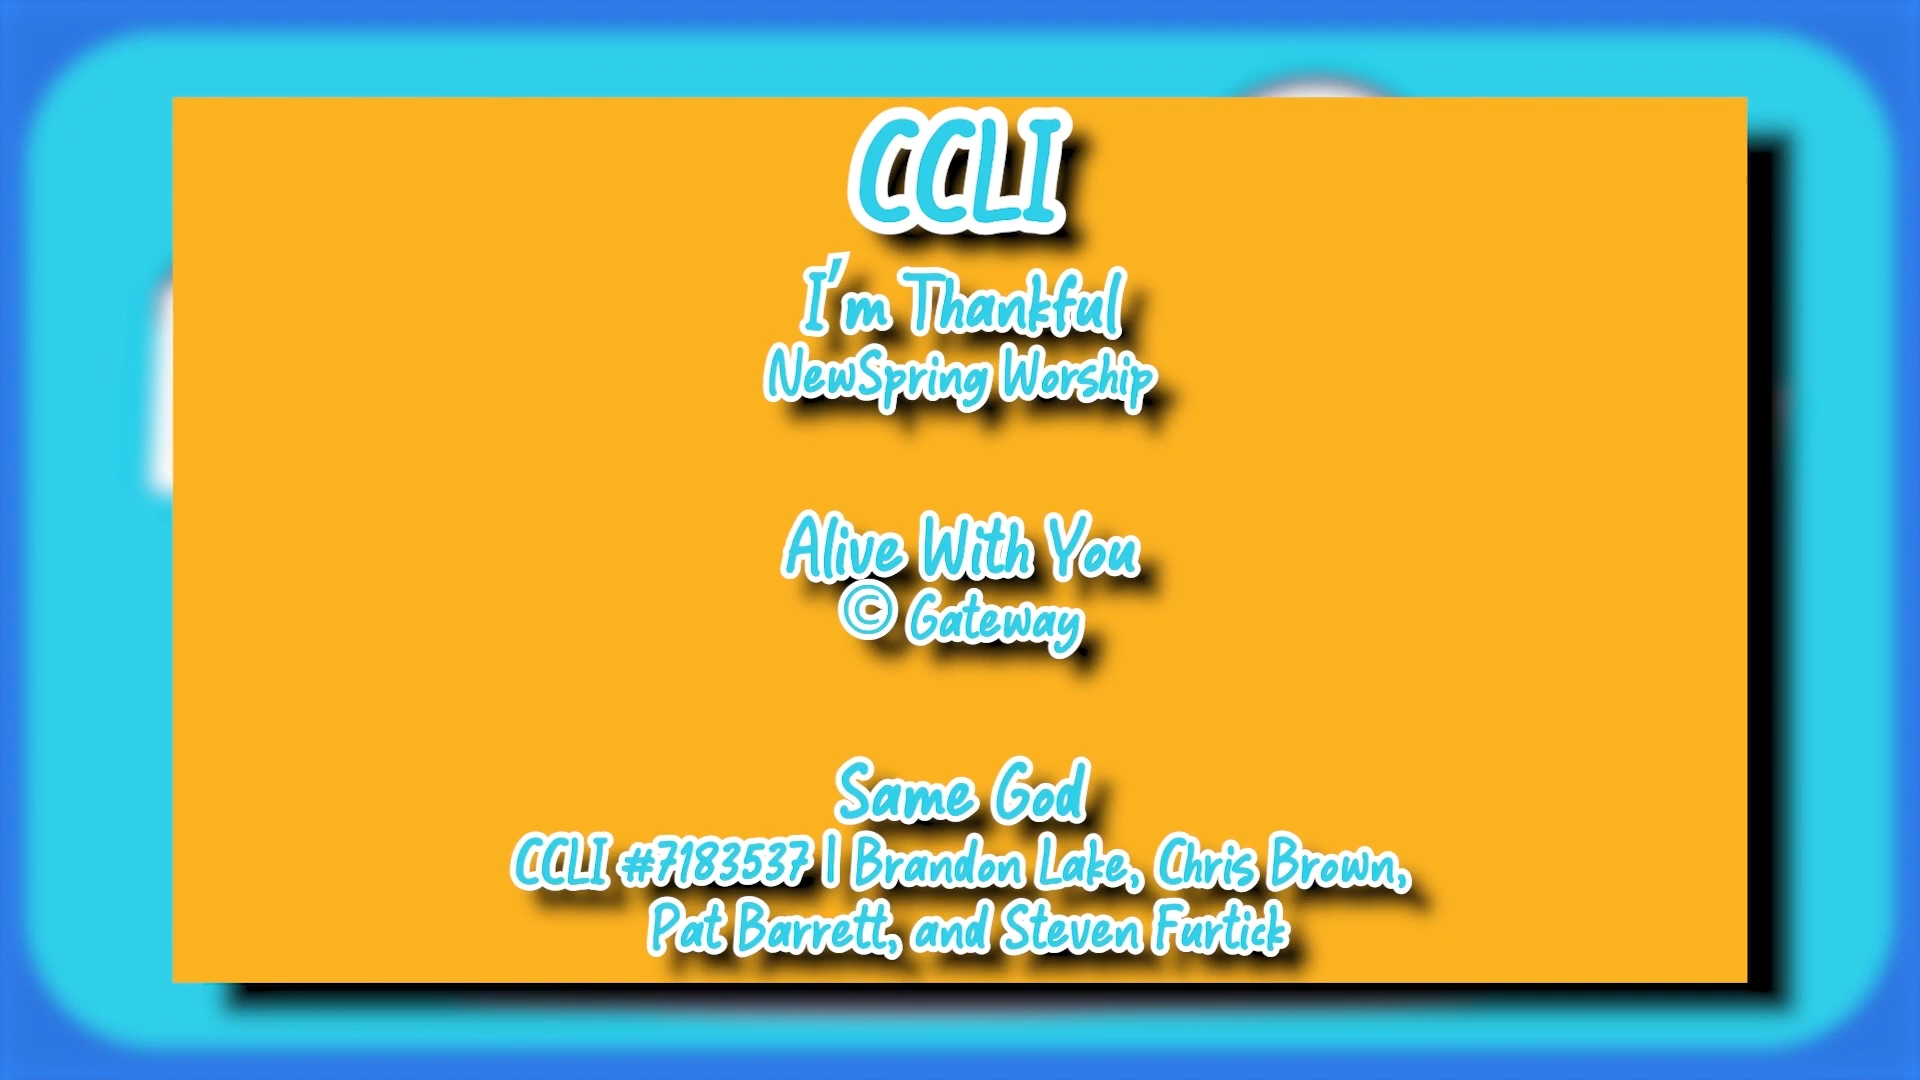 CCLI
I'm Thankful
NewSpring Worship
Alive With You
© Gateway
Same God
CCLI #7183537 | Brandon Lake, Chris Brown,
Pat Barrett, and Steven Furtick